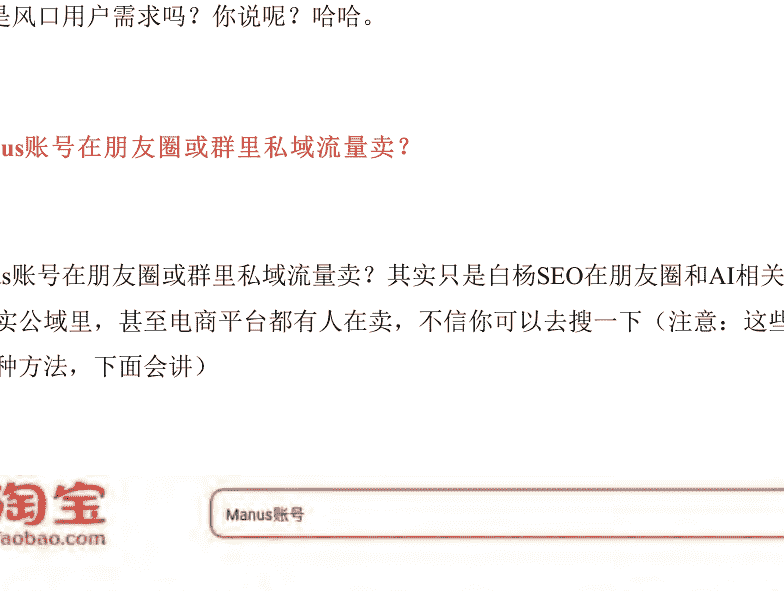 是风口用户需求吗？你说呢？哈哈。
us账号在朋友圈或群里私域流量卖？
us账号在朋友圈或群里私域流量卖？其实只是白杨SEO在朋友圈和AI相关
实公域里，甚至电商平台都有人在卖，不信你可以去搜一下（注意：这些
种方法，下面会讲）
淘宝
Taobao.com
Manus账号